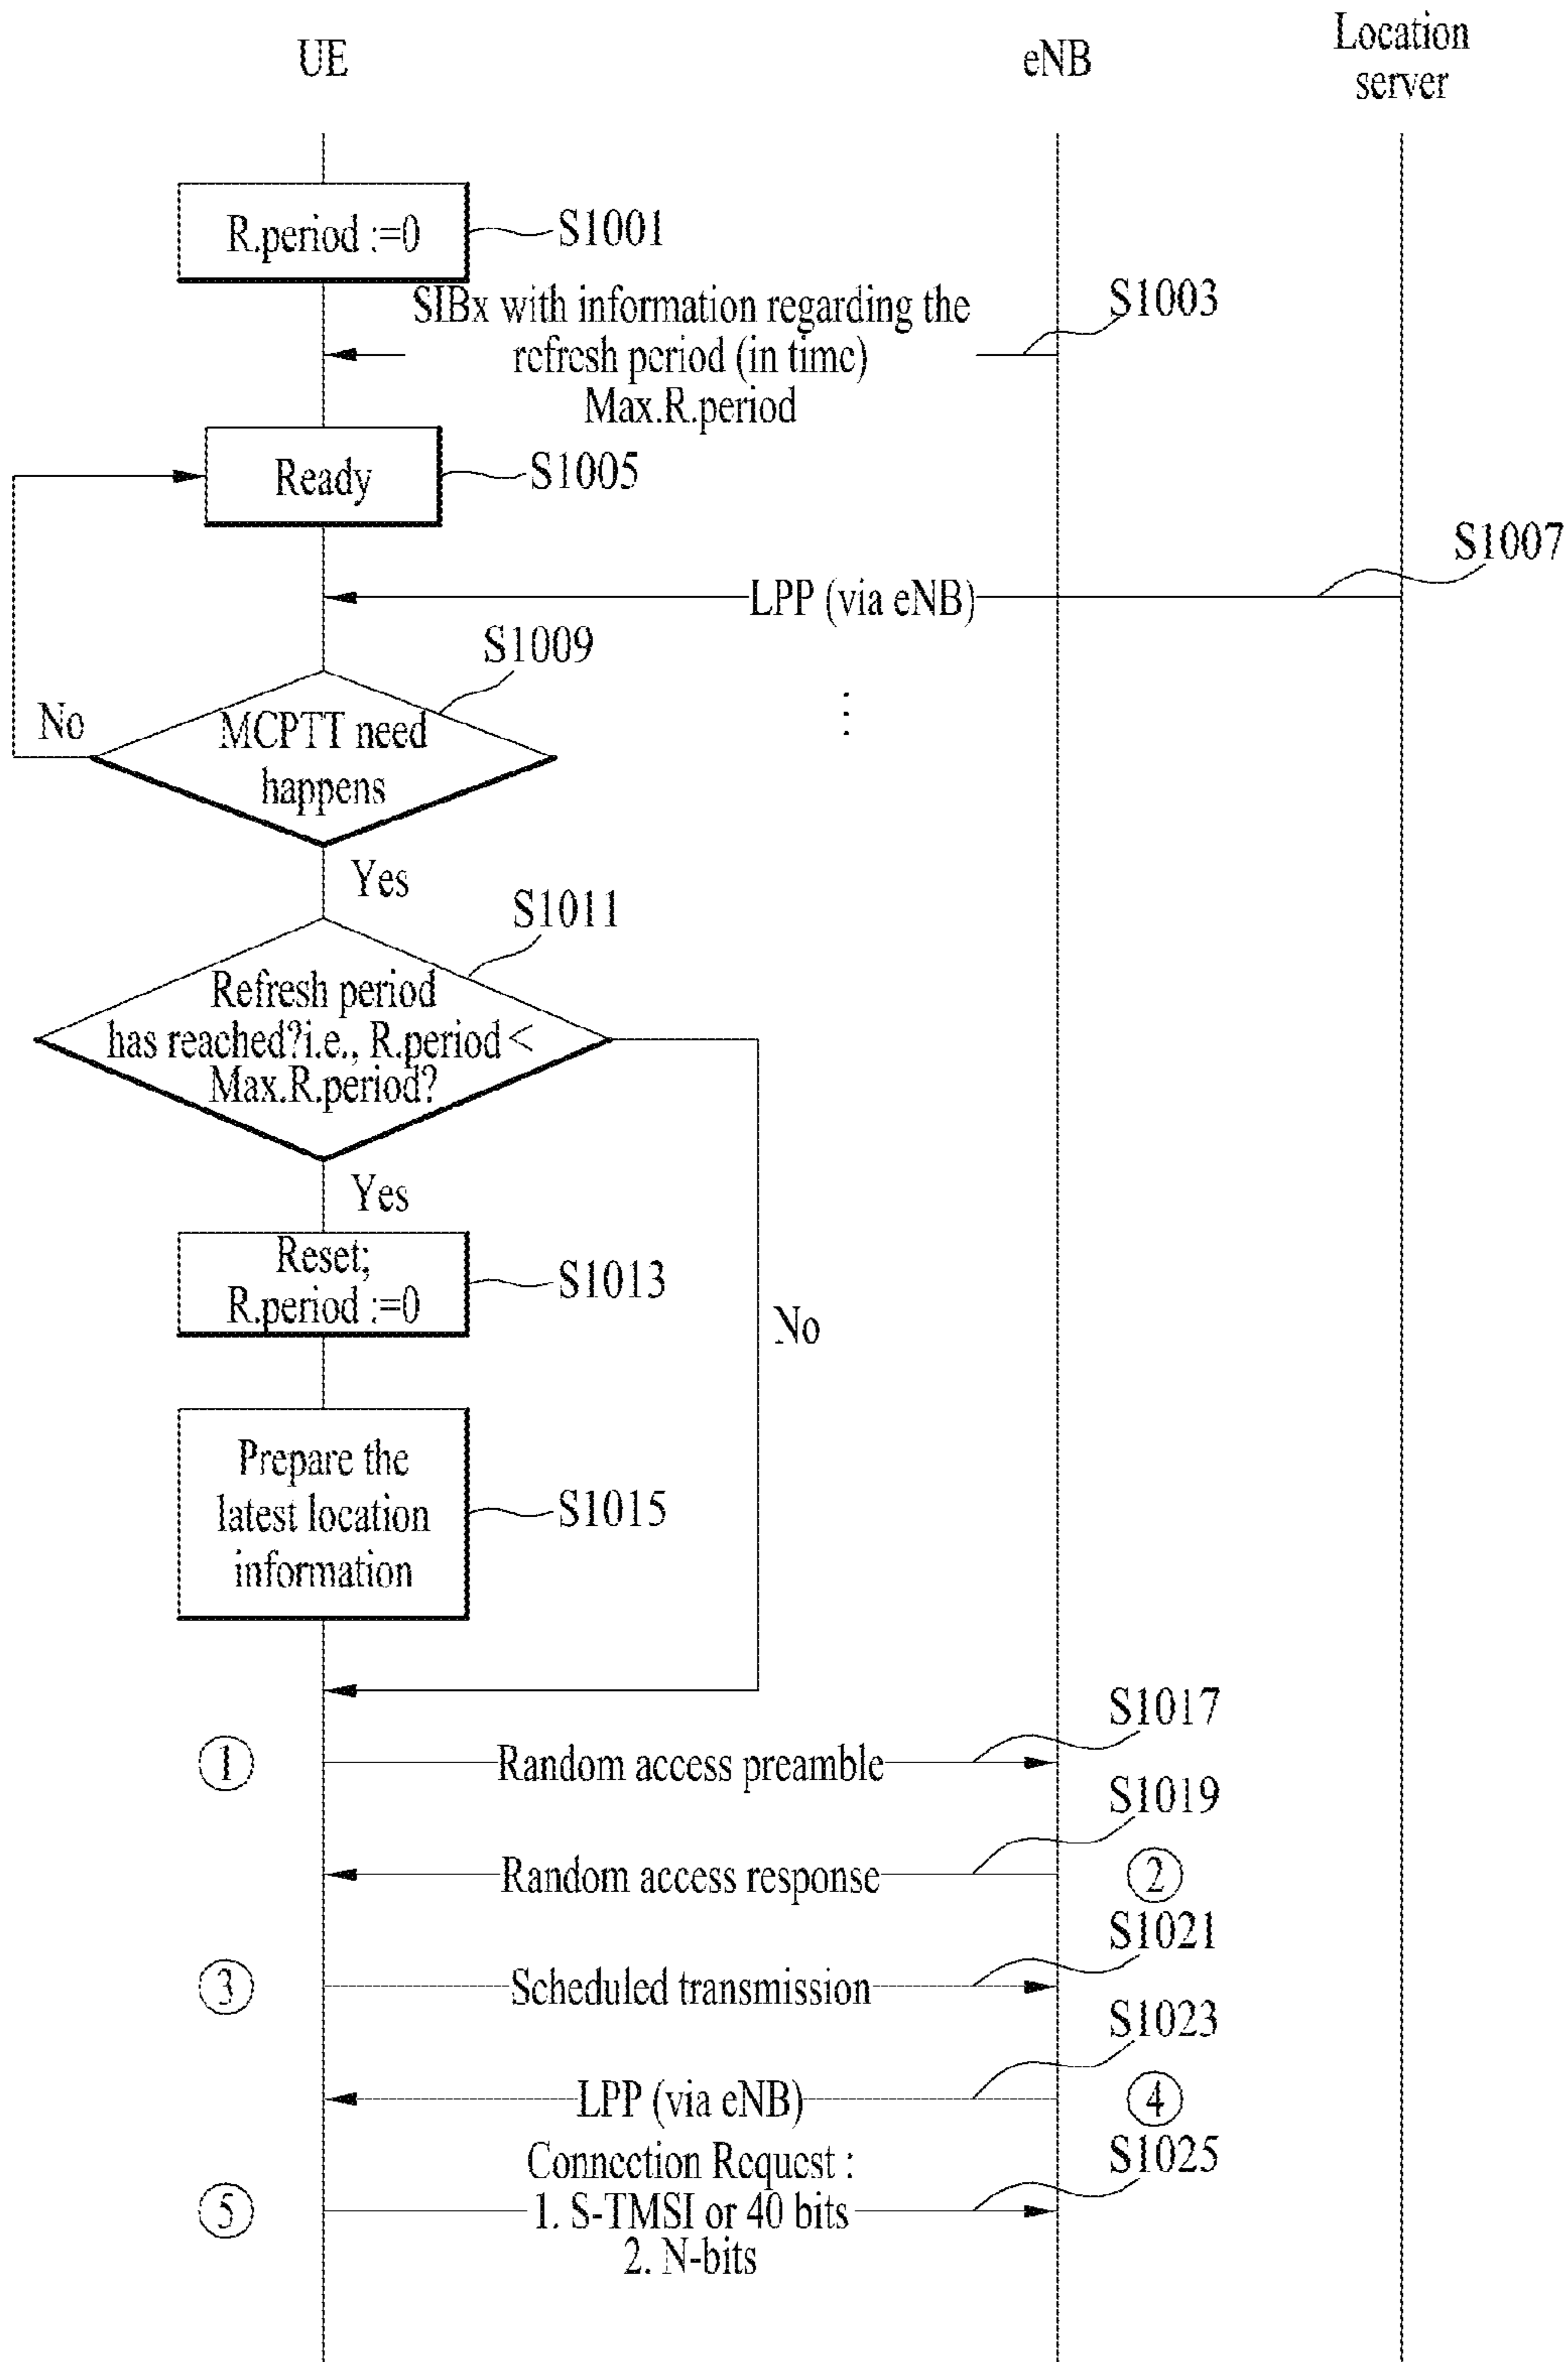 UE
eNB
Location
server
R.period :=0
S1001
SIBx with information regarding the
refresh period (in time)
Max.R.period
S1003
Ready
S1005
S1007
LPP (via eNB)
S1009
No
MCPTT need
happens
Yes
S1011
Refresh period
has reached?i.e., R.period <
Max.R.period?
Yes
Reset;
R.period :=0
S1013
No
Prepare the
latest location
information
S1015
S1017
1
Random access preamble
S1019
Random access response
2
S1021
3
Scheduled transmission
S1023
LPP (via eNB)
4
Connection Request :
S1025
5
1. S-TMSI or 40 bits
2. N-bits